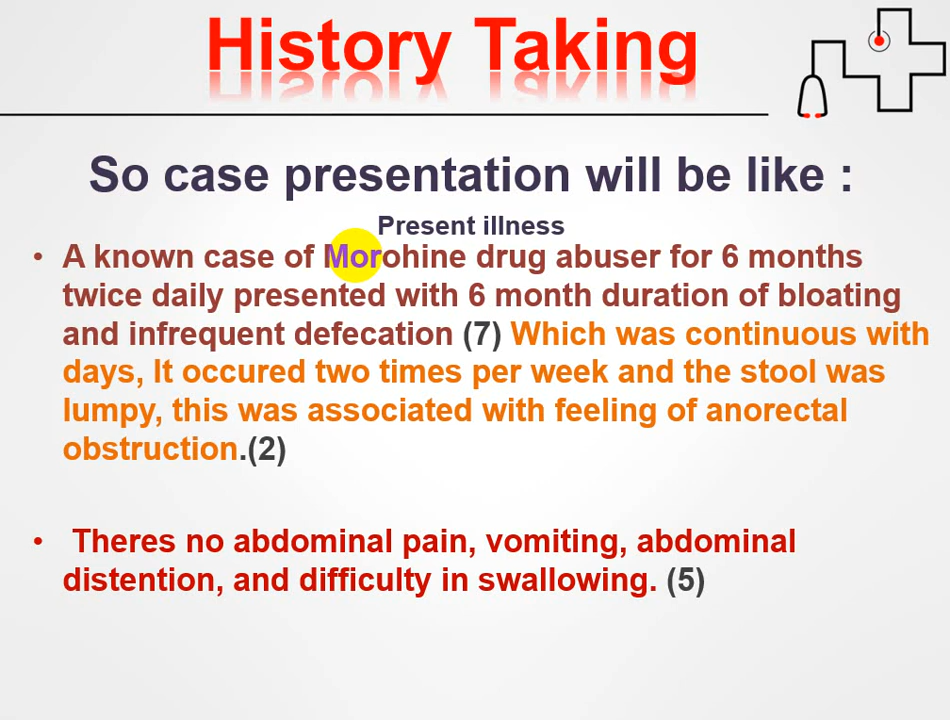 History Taking
So case presentation will be like :
Present illness
• A known case of Morohine drug abuser for 6 months
twice daily presented with 6 month duration of bloating
and infrequent defecation (7) Which was continuous with
days, It occured two times per week and the stool was
lumpy, this was associated with feeling of anorectal
obstruction.(2)
• Theres no abdominal pain, vomiting, abdominal
distention, and difficulty in swallowing. (5)